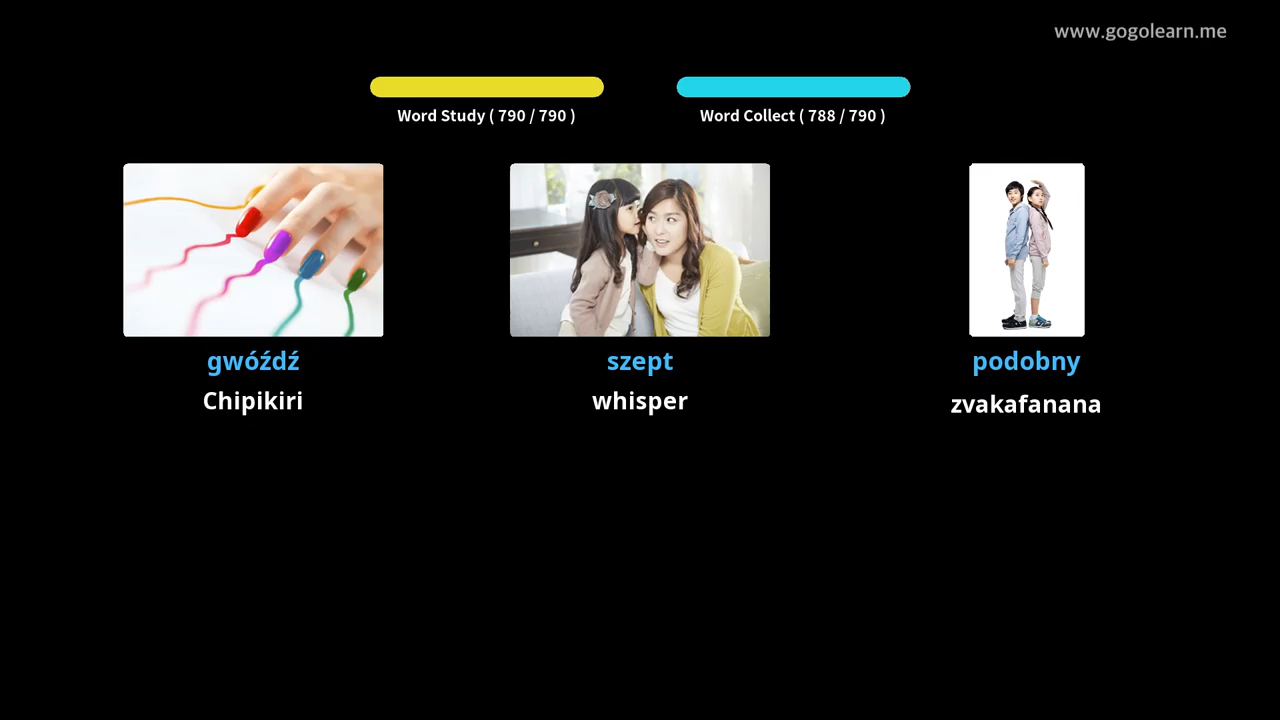 www.gogolearn.me
Word Study ( 790 / 790 )
Word Collect ( 788 / 790 )
gwóźdź
szept
podobny
Chipikiri
whisper
zvakafanana